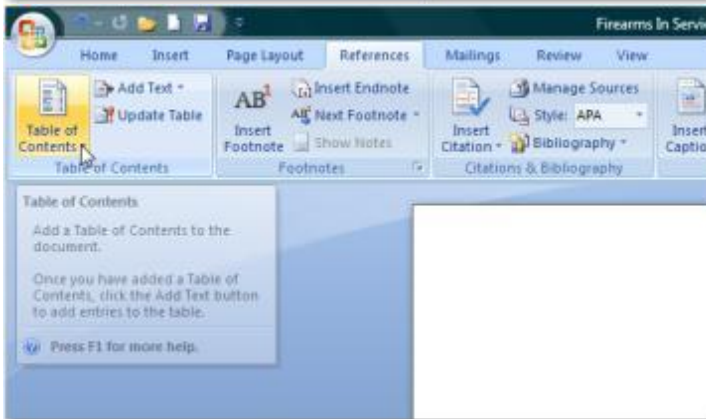 Firearms In Servi
Home Insert Page Layout References Mailings Review View
Table of Contents
Add Text
Update Table
Table of Contents
AB¹
Insert Footnote
Insert Endnote
Next Footnote
Show Notes
Footnotes
Insert Citation
Manage Sources
Style: APA
Bibliography
Citations & Bibliography
Insert
Captio
Table of Contents
Add a Table of Contents to the
document.
Once you have added a Table of
Contents, click the Add Text button
to add entries to the table.
Press F1 for more help.